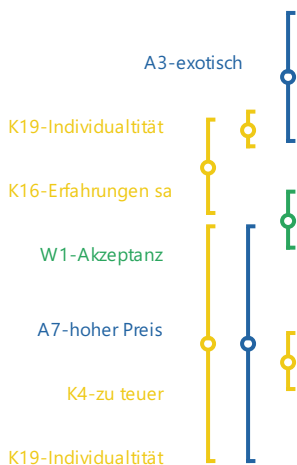 A3-exotisch
K19-Individualtität
K16-Erfahrungen sa
W1-Akzeptanz
A7-hoher Preis
K4-zu teuer
K19-Individualtität